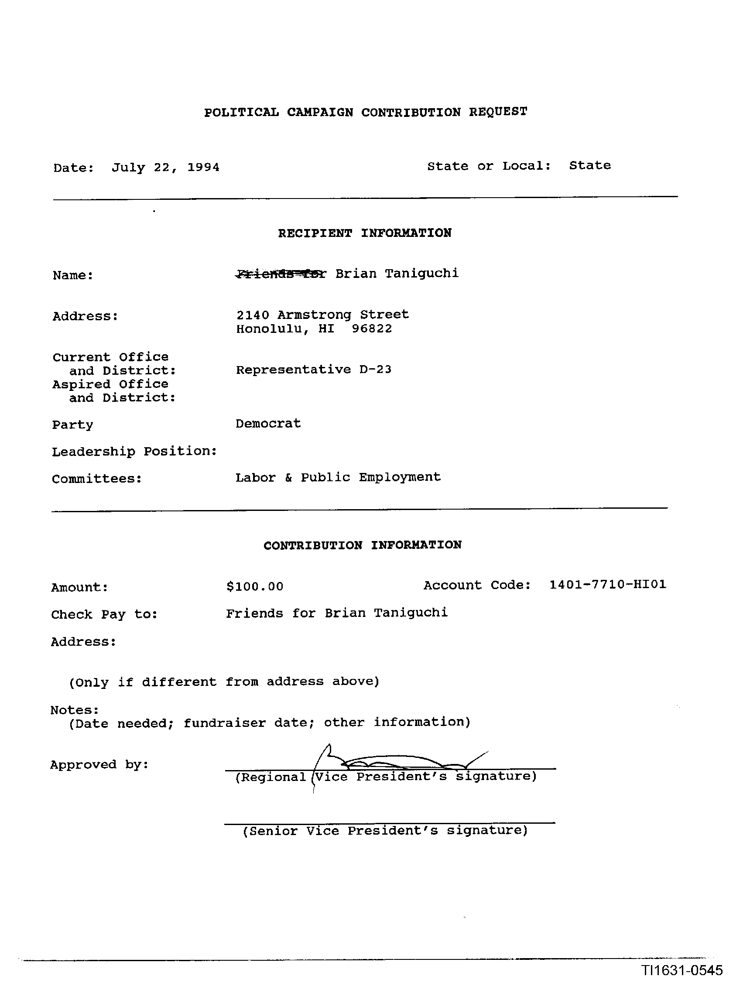 POLITICAL CAMPAIGN CONTRIBUTION REQUEST
Date: July 22, 1994 State or Local: State
RECIPIENT INFORMATION
Name: Friends for Brian Taniguchi
Address: 2140 Armstrong Street
Honolulu, HI 96822
Current Office
and District: Representative D-23
Aspired Office
and District:
Party Democrat
Leadership Position:
Committees: Labor & Public Employment
CONTRIBUTION INFORMATION
Amount: $100.00 Account Code: 1401-7710-HI01
Check Pay to: Friends for Brian Taniguchi
Address:
(Only if different from address above)
Notes:
(Date needed; fundraiser date; other information)
Approved by:
(Regional Vice President's signature)
(Senior Vice President's signature)
TI1631-0545